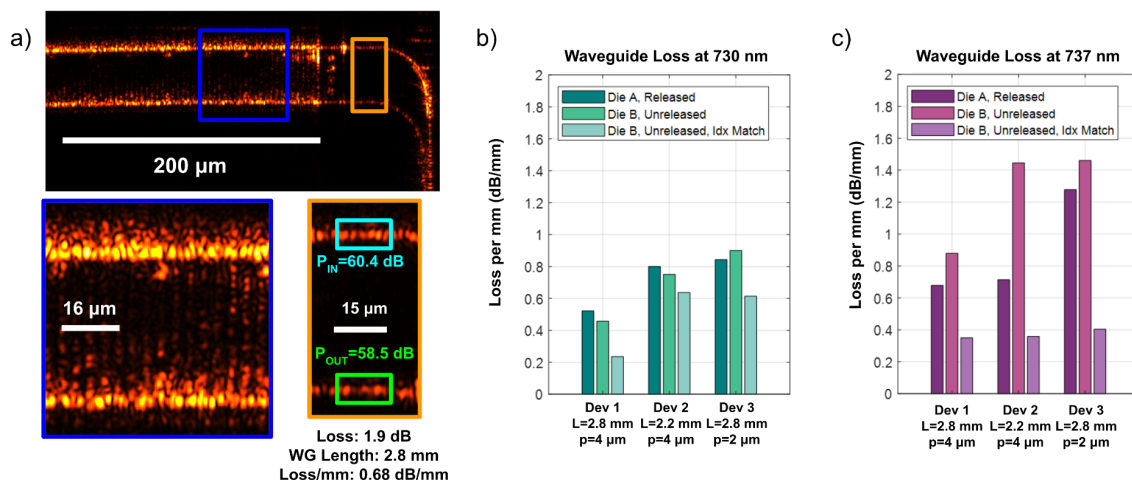 a)
200 µm
16 µm
P_IN=60.4 dB
15 µm
P_OUT=58.5 dB
Loss: 1.9 dB
WG Length: 2.8 mm
Loss/mm: 0.68 dB/mm
b)
Waveguide Loss at 730 nm
Loss per mm (dB/mm)
2
1.8
1.6
1.4
1.2
1
0.8
0.6
0.4
0.2
0
Die A, Released
Die B, Unreleased
Die B, Unreleased, Idx Match
Dev 1 Dev 2 Dev 3
L=2.8 mm L=2.2 mm L=2.8 mm
p=4 µm p=4 µm p=2 µm
c)
Waveguide Loss at 737 nm
Loss per mm (dB/mm)
2
1.8
1.6
1.4
1.2
1
0.8
0.6
0.4
0.2
0
Die A, Released
Die B, Unreleased
Die B, Unreleased, Idx Match
Dev 1 Dev 2 Dev 3
L=2.8 mm L=2.2 mm L=2.8 mm
p=4 µm p=4 µm p=2 µm